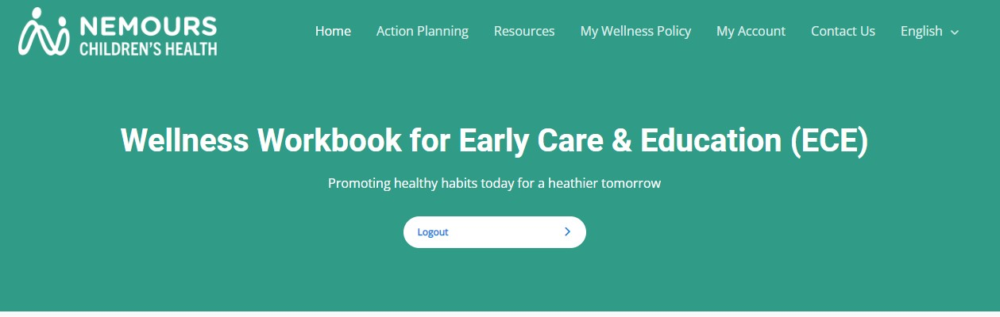 NEMOURS
CHILDREN'S HEALTH
Home Action Planning Resources My Wellness Policy My Account Contact Us English
Wellness Workbook for Early Care & Education (ECE)
Promoting healthy habits today for a heathier tomorrow
Logout